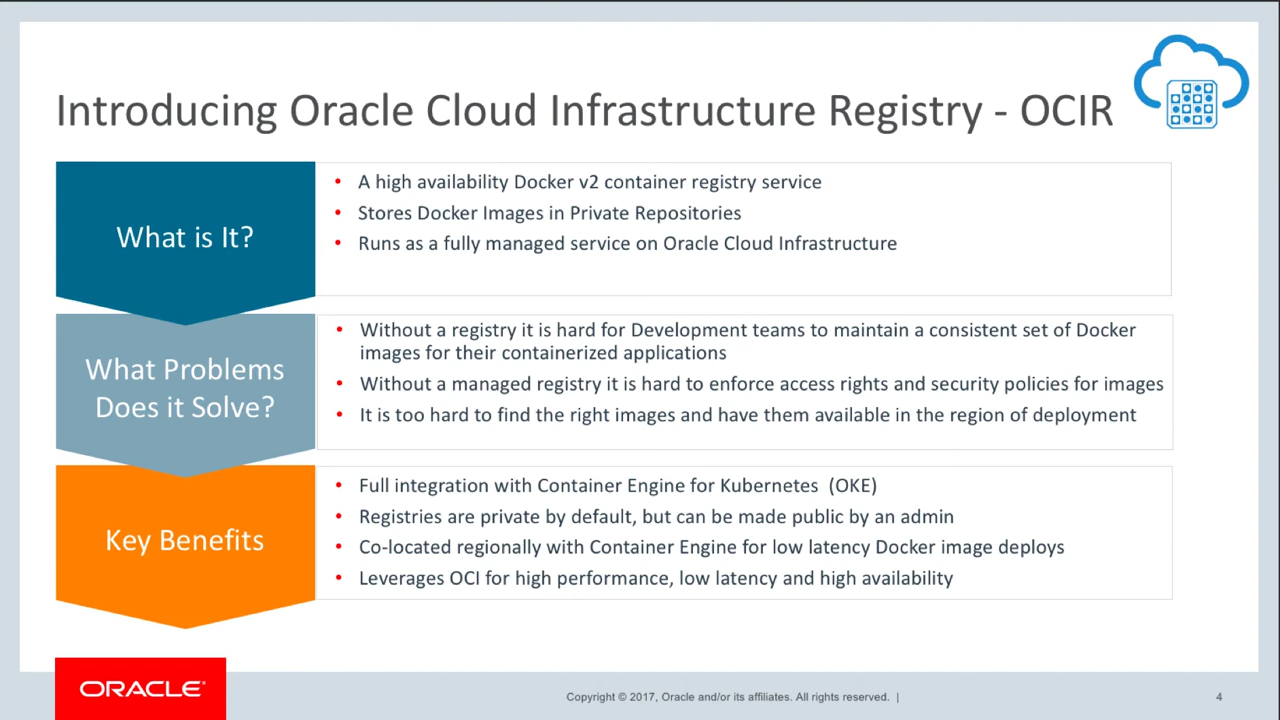 Introducing Oracle Cloud Infrastructure Registry - OCIR
What is It?
• A high availability Docker v2 container registry service
• Stores Docker Images in Private Repositories
• Runs as a fully managed service on Oracle Cloud Infrastructure
What Problems
Does it Solve?
• Without a registry it is hard for Development teams to maintain a consistent set of Docker
images for their containerized applications
• Without a managed registry it is hard to enforce access rights and security policies for images
• It is too hard to find the right images and have them available in the region of deployment
Key Benefits
• Full integration with Container Engine for Kubernetes (OKE)
• Registries are private by default, but can be made public by an admin
• Co-located regionally with Container Engine for low latency Docker image deploys
• Leverages OCI for high performance, low latency and high availability
ORACLE®
Copyright © 2017, Oracle and/or its affiliates. All rights reserved. |
4